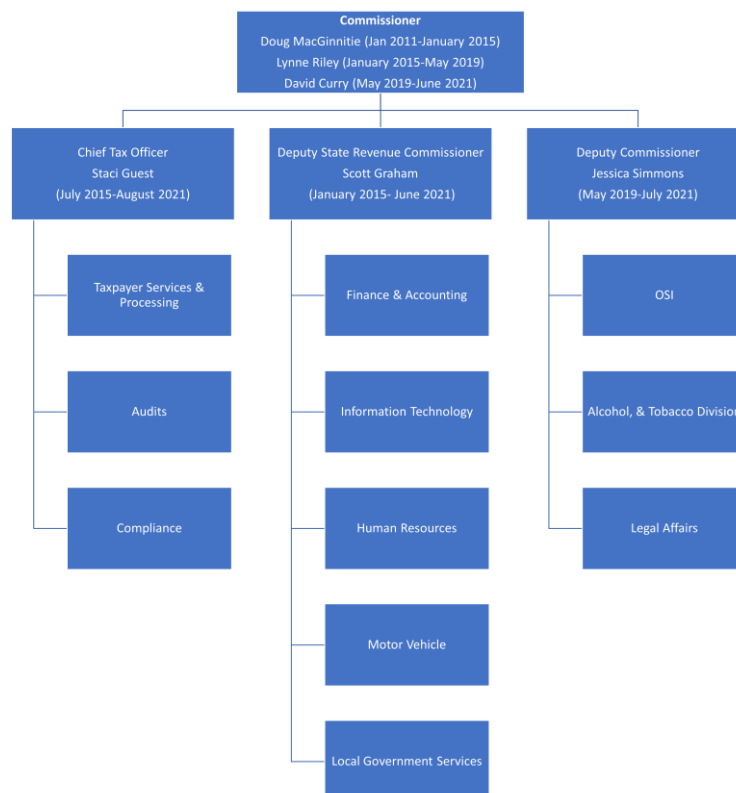 Commissioner
Doug MacGinnitie (Jan 2011-January 2015)
Lynne Riley (January 2015-May 2019)
David Curry (May 2019-June 2021)
Chief Tax Officer
Staci Guest
(July 2015-August 2021)
Deputy State Revenue Commissioner
Scott Graham
(January 2015- June 2021)
Deputy Commissioner
Jessica Simmons
(May 2019-July 2021)
Taxpayer Services &
Processing
Finance & Accounting
OSI
Audits
Information Technology
Alcohol, & Tobacco Division
Compliance
Human Resources
Legal Affairs
Motor Vehicle
Local Government Services